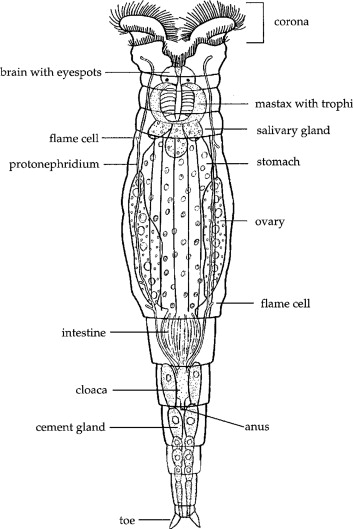 corona
brain with eyespots
mastax with trophi
salivary gland
flame cell
protonephridium
stomach
ovary
flame cell
intestine
cloaca
cement gland
anus
toe